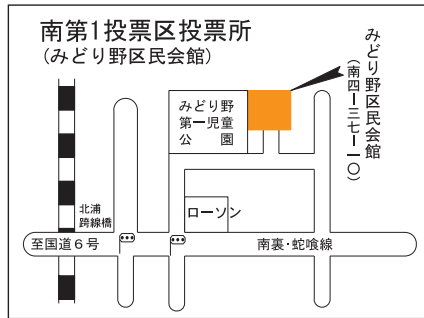 南第1投票区投票所
(みどり野区民会館)
みどり野区民会館
(南四ー三七ー一〇)
みどり野
第一児童
公園
北浦
跨線橋
ローソン
至国道6号
南裏・蛇喰線